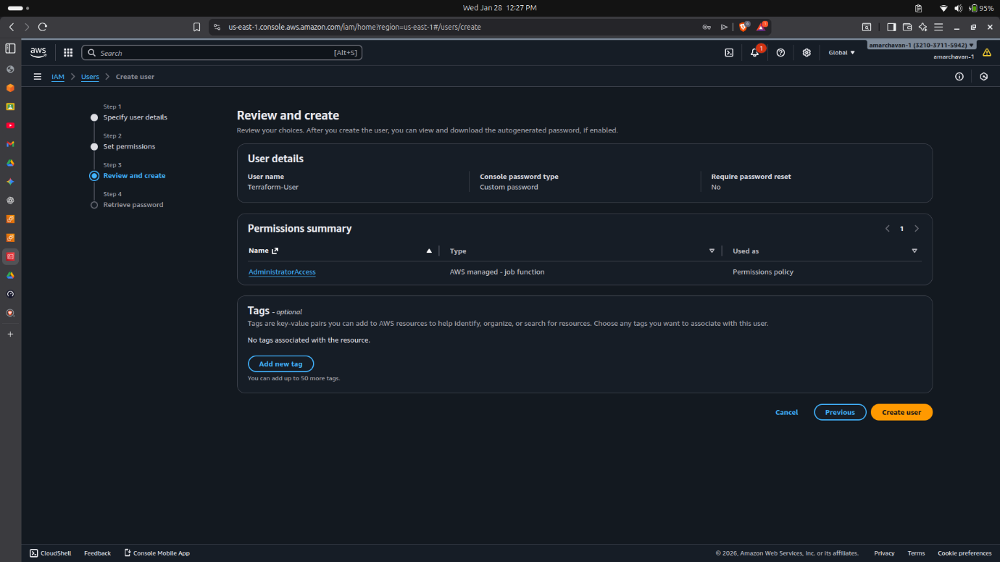 Wed Jan 28 12:27 PM
95%
us-east-1.console.aws.amazon.com/iam/home?region=us-east-1#/users/create
aws
Search
[Alt+S]
1
Global ▼
amarchavan-1 (3210-3711-5942) ▼
amarchavan-1
IAM > Users > Create user
Step 1
Specify user details
Step 2
Set permissions
Step 3
Review and create
Step 4
Retrieve password
Review and create
Review your choices. After you create the user, you can view and download the autogenerated password, if enabled.
User details
User name
Terraform-User
Console password type
Custom password
Require password reset
No
Permissions summary
1
Name
Type
Used as
AdministratorAccess
AWS managed - job function
Permissions policy
Tags - optional
Tags are key-value pairs you can add to AWS resources to help identify, organize, or search for resources. Choose any tags you want to associate with this user.
No tags associated with the resource.
Add new tag
You can add up to 50 more tags.
Cancel
Previous
Create user
CloudShell
Feedback
Console Mobile App
© 2026, Amazon Web Services, Inc. or its affiliates.
Privacy
Terms
Cookie preferences